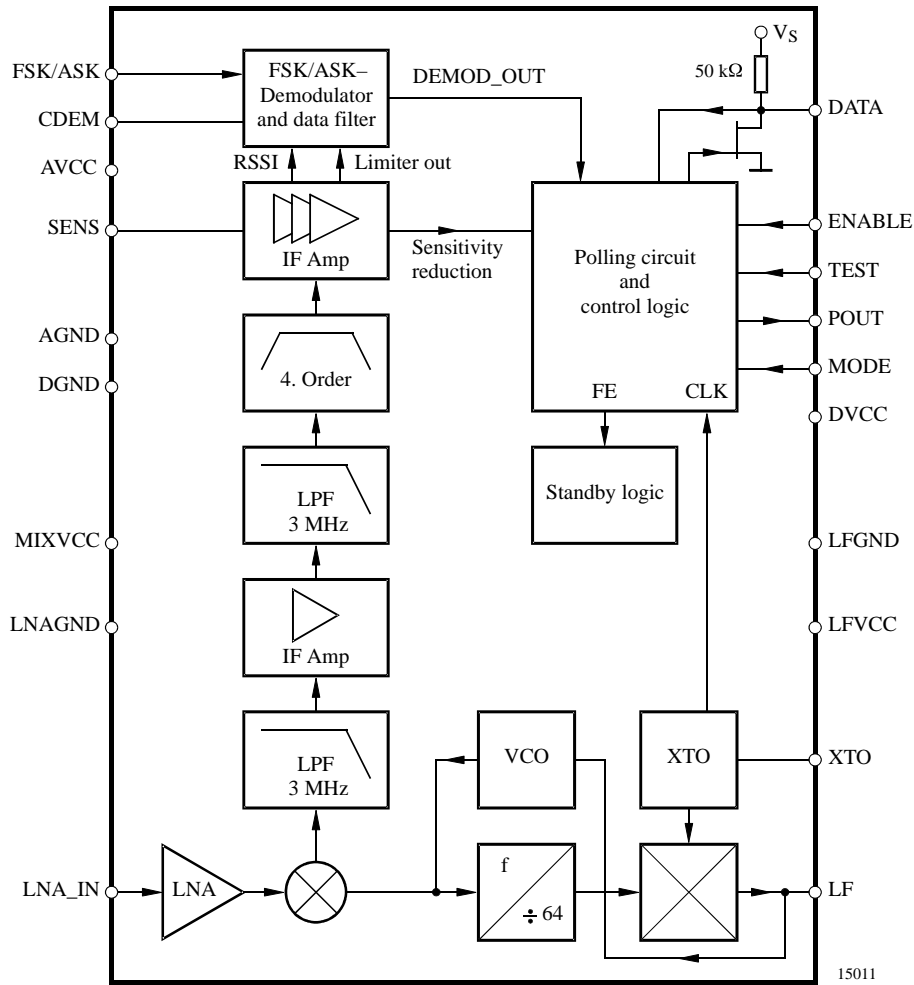 V_S
FSK/ASK
FSK/ASK–
Demodulator
and data filter
DEMOD_OUT
50 kΩ
DATA
CDEM
RSSI
Limiter out
AVCC
SENS
IF Amp
Sensitivity
reduction
Polling circuit
and
control logic
ENABLE
TEST
POUT
MODE
AGND
DGND
4. Order
FE
CLK
DVCC
LPF
3 MHz
Standby logic
MIXVCC
LFGND
LNAGND
IF Amp
LFVCC
LPF
3 MHz
VCO
XTO
XTO
LNA_IN
LNA
f
÷ 64
LF
15011